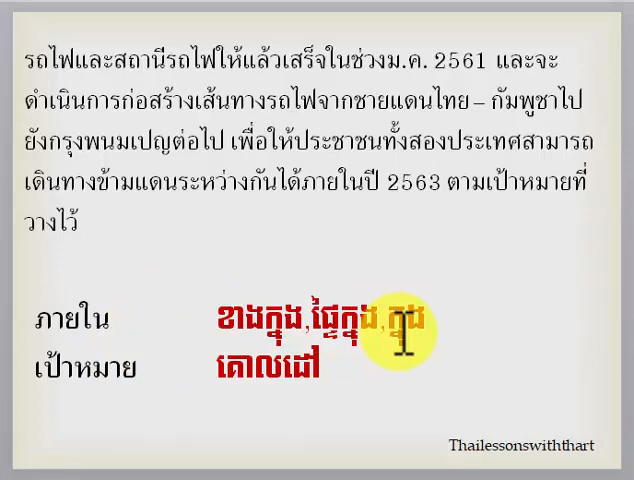 รถไฟและสถานีรถไฟให้แล้วเสร็จในช่วงม.ค. 2561 และจะ
ดำเนินการก่อสร้างเส้นทางรถไฟจากชายแดนไทย – กัมพูชาไป
ยังกรุงพนมเปญต่อไป เพื่อให้ประชาชนทั้งสองประเทศสามารถ
เดินทางข้ามแดนระหว่างกันได้ภายในปี 2563 ตามเป้าหมายที่
วางไว้
ภายใน ខាងក្នុង,ផ្ទៃក្នុង,ក្នុង
เป้าหมาย គោលដៅ
Thailessonswiththart